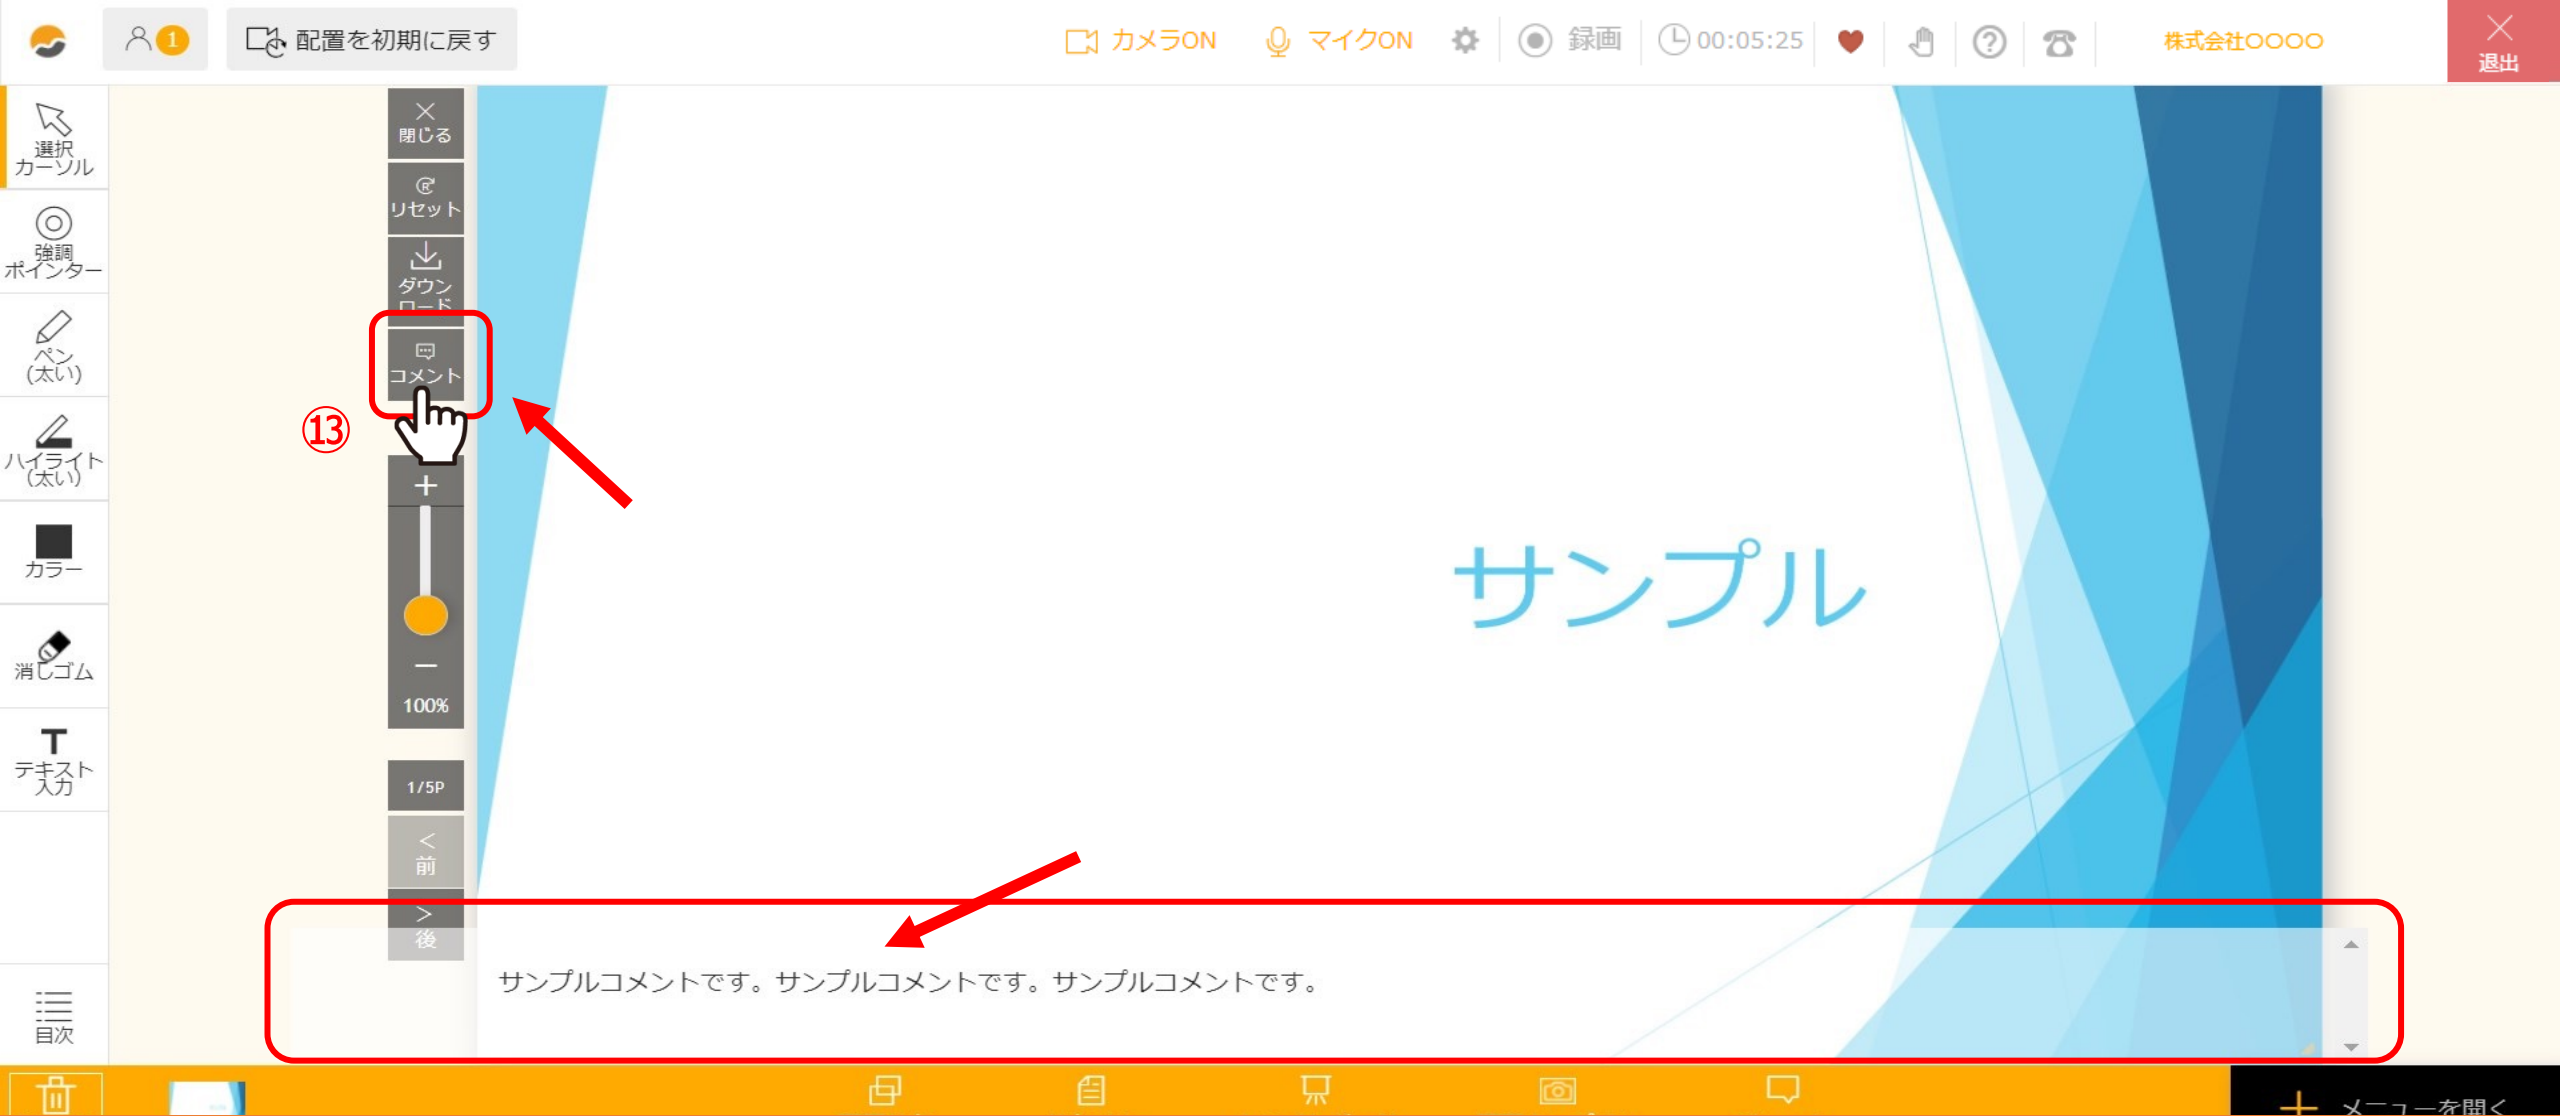 1
配置を初期に戻す
カメラON
マイクON
録画
00:05:25
株式会社○○○○
退出
選択
カーソル
強調
ポインター
ペン
(太い)
ハイライト
(太い)
カラー
消しゴム
T
テキスト
入力
目次
閉じる
リセット
ダウン
ロード
コメント
⑬
+
−
100%
1/5P
<
前
>
後
サンプル
サンプルコメントです。サンプルコメントです。サンプルコメントです。
メニューを開く